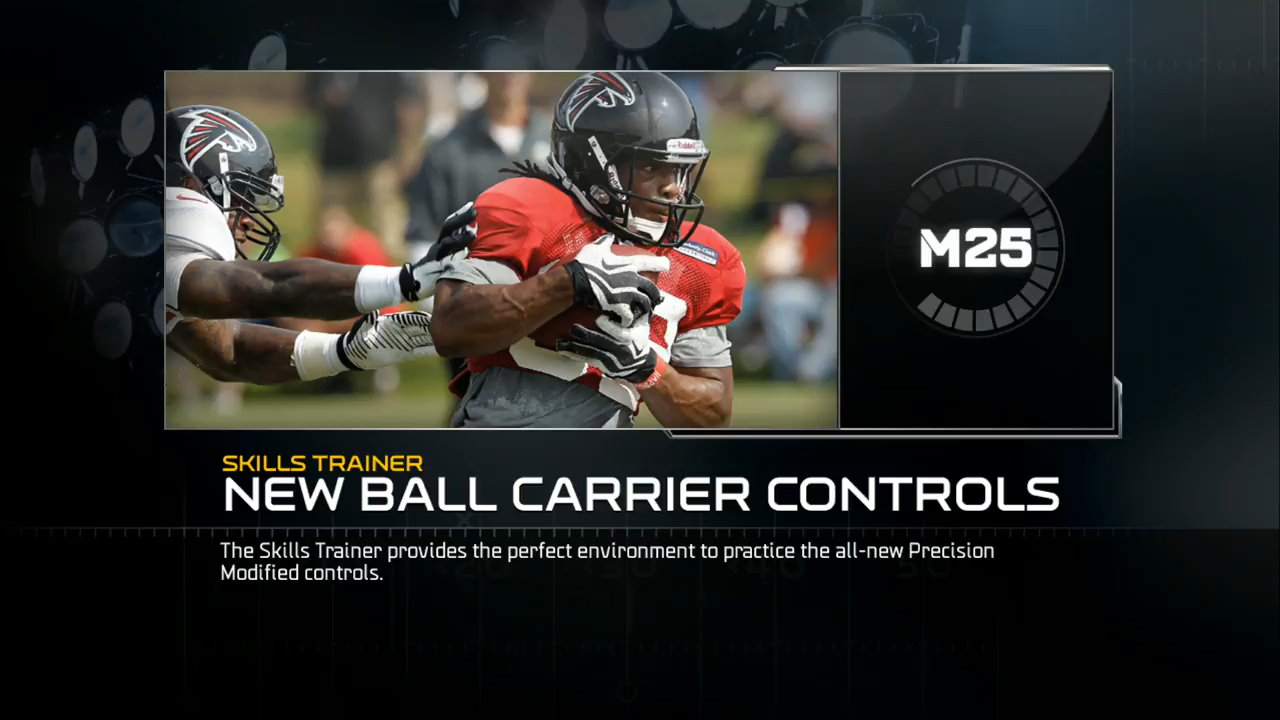 Riddell
M25
SKILLS TRAINER
NEW BALL CARRIER CONTROLS
The Skills Trainer provides the perfect environment to practice the all-new Precision
Modified controls.